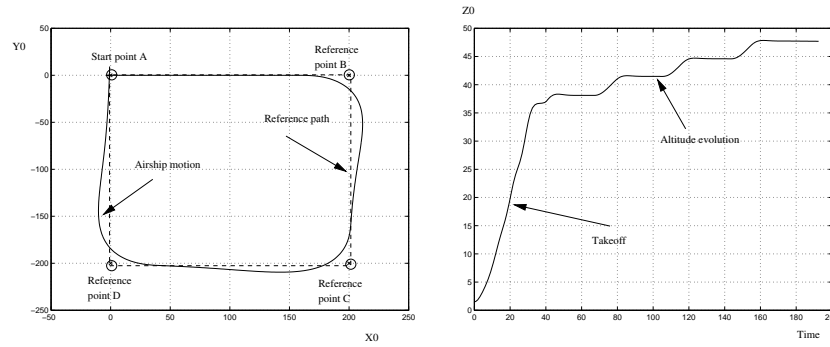 Y0
50
0
−50
−100
−150
−200
−250
−50
0
50
100
150
200
250
X0
Start point A
Reference
point B
Reference path
Airship motion
Reference
point D
Reference
point C
Z0
50
45
40
35
30
25
20
15
10
5
0
0
20
40
60
80
100
120
140
160
180
200
Time
Altitude evolution
Takeoff